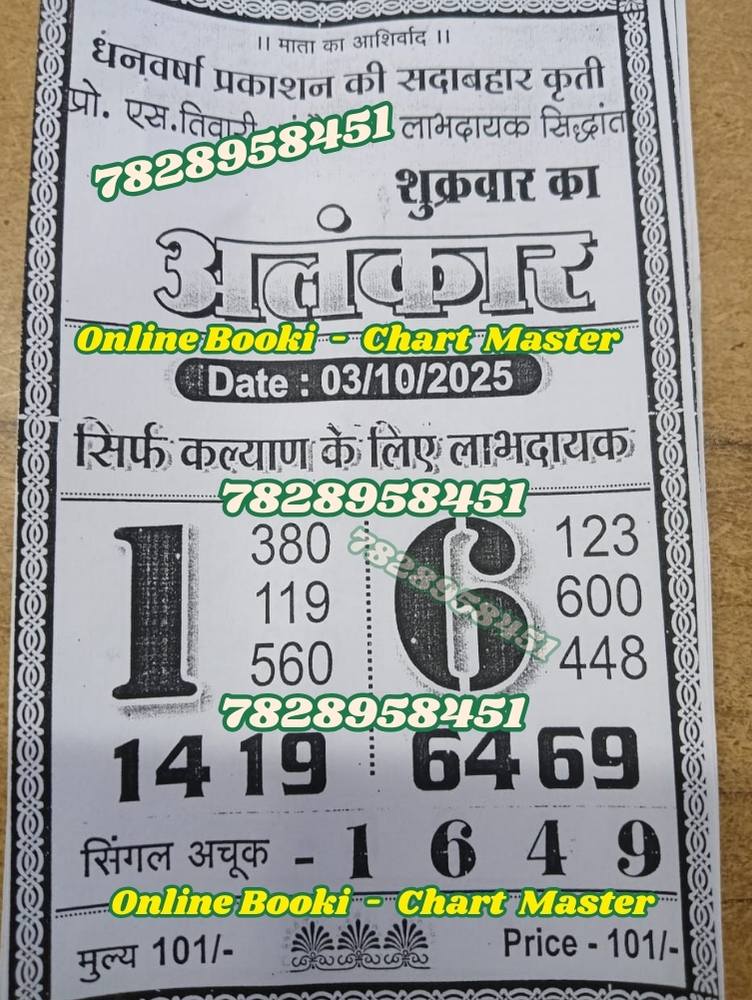 ।। माता का आशिर्वाद ।।
धनवर्षा प्रकाशन की सदाबहार कृती
प्रो. एस.तिवारी लाभदायक सिद्धांत
7828958451
शुक्रवार का
अलंकार
Online Booki - Chart Master
Date : 03/10/2025
सिर्फ कल्याण के लिए लाभदायक
7828958451
1 380 6 123
119 600
560 448
7828958451
7828958451
14 19 64 69
सिंगल अचूक - 1 6 4 9
Online Booki - Chart Master
मुल्य 101/- Price - 101/-